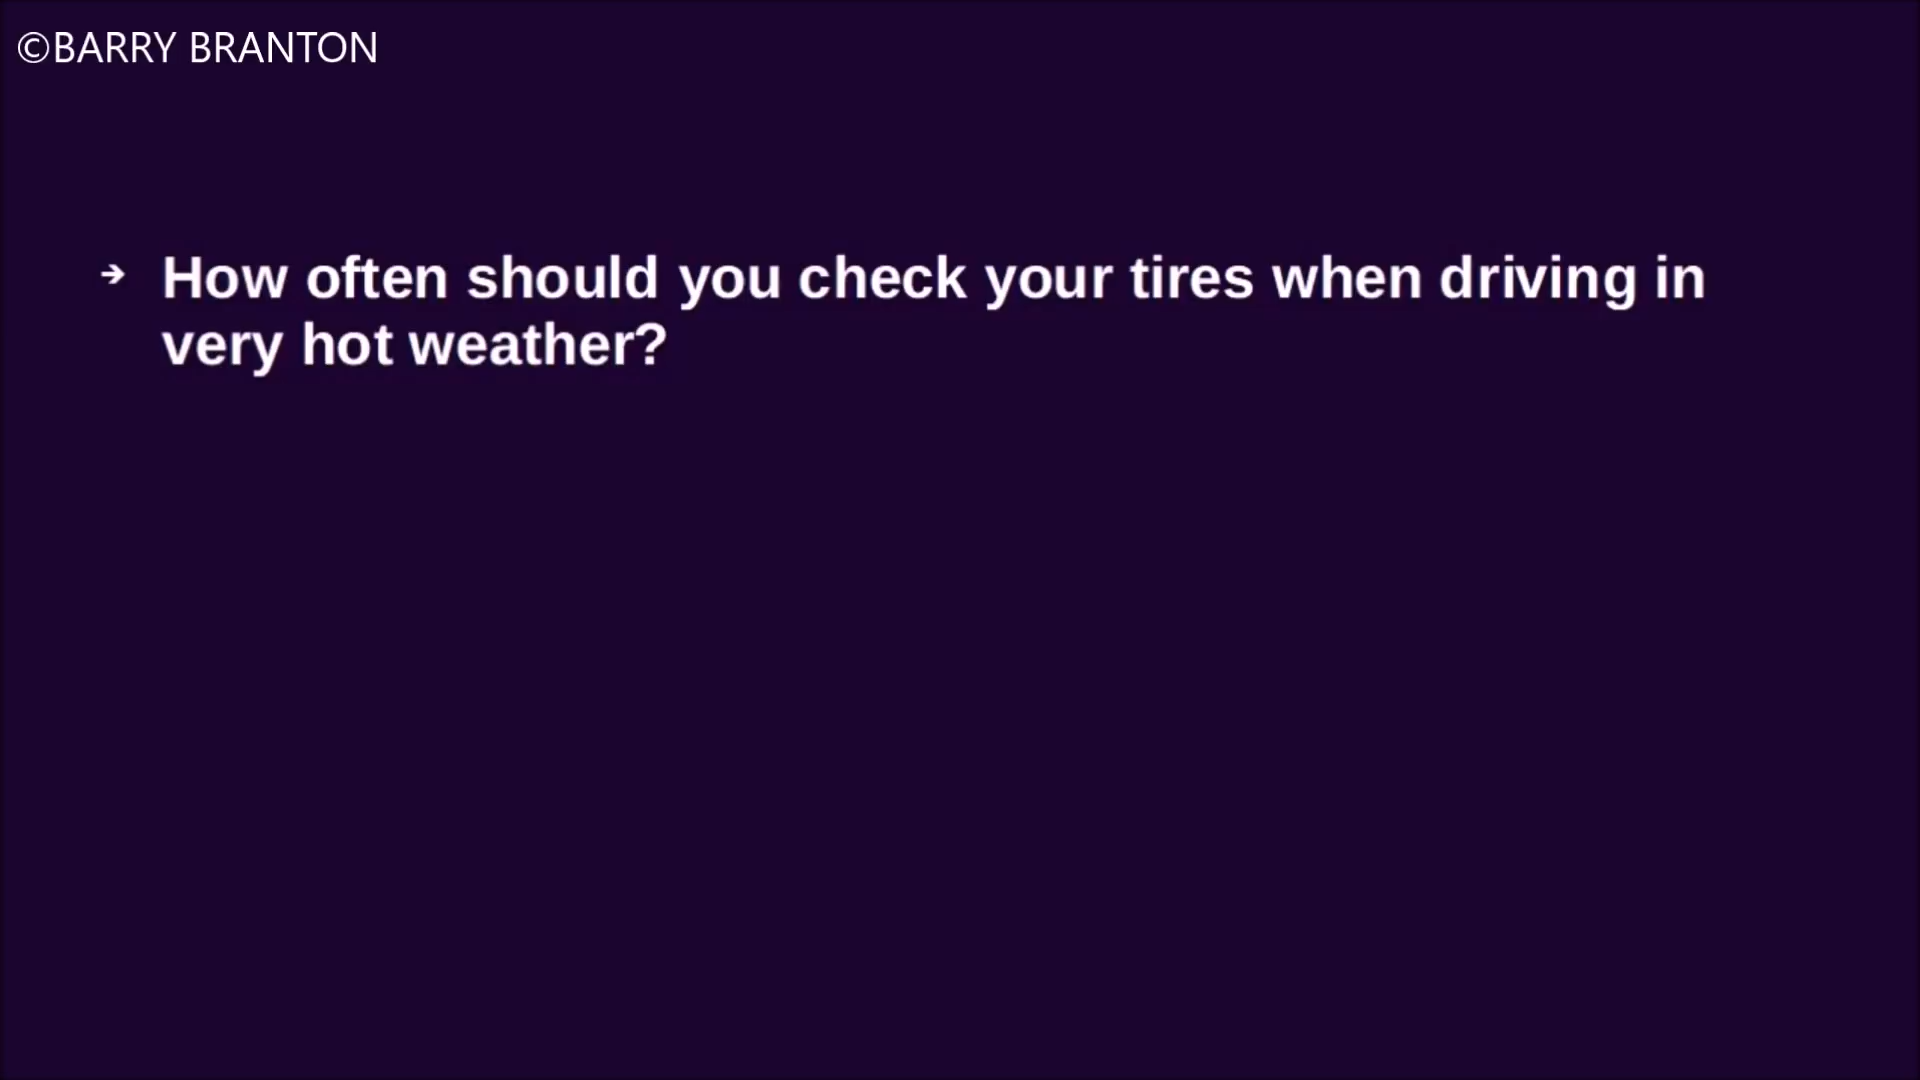 ©BARRY BRANTON
→ How often should you check your tires when driving in
very hot weather?